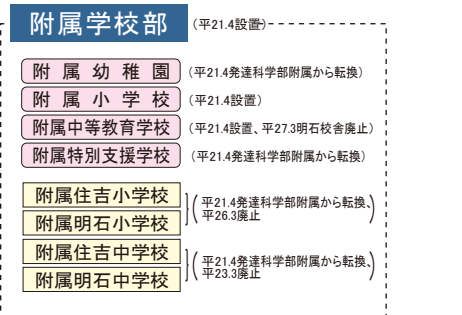 附属学校部 (平21.4設置)
附属幼稚園 (平21.4発達科学部附属から転換)
附属小学校 (平21.4設置)
附属中等教育学校 (平21.4設置、平27.3明石校舎廃止)
附属特別支援学校 (平21.4発達科学部附属から転換)
附属住吉小学校
附属明石小学校
(平21.4発達科学部附属から転換、
平26.3廃止)
附属住吉中学校
附属明石中学校
(平21.4発達科学部附属から転換、
平23.3廃止)